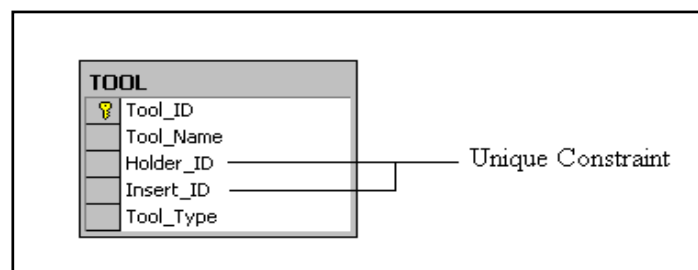 TOOL
Tool_ID
Tool_Name
Holder_ID
Insert_ID
Tool_Type
Unique Constraint